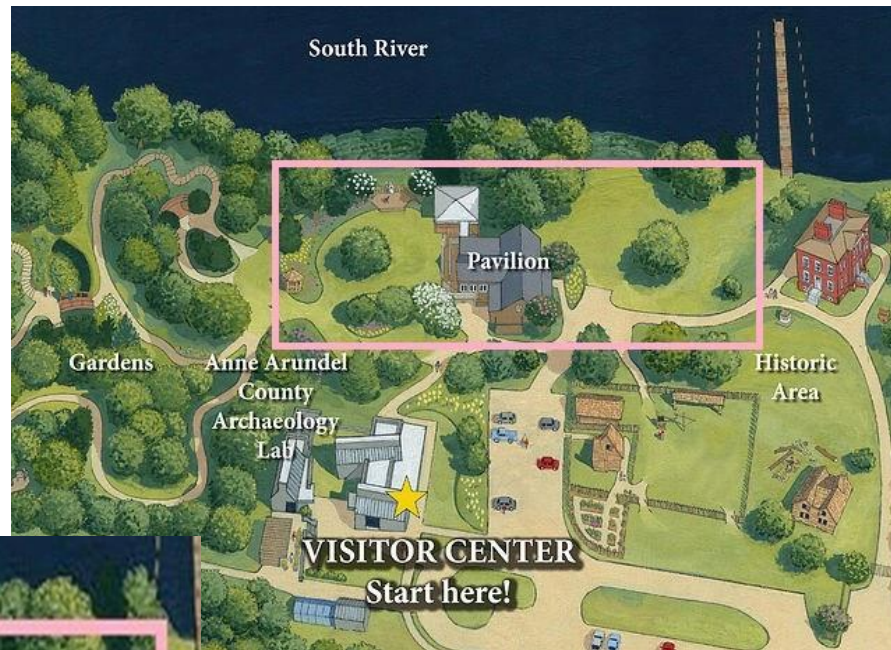 South River
Pavilion
Gardens
Anne Arundel
County
Archaeology
Lab
Historic
Area
VISITOR CENTER
Start here!